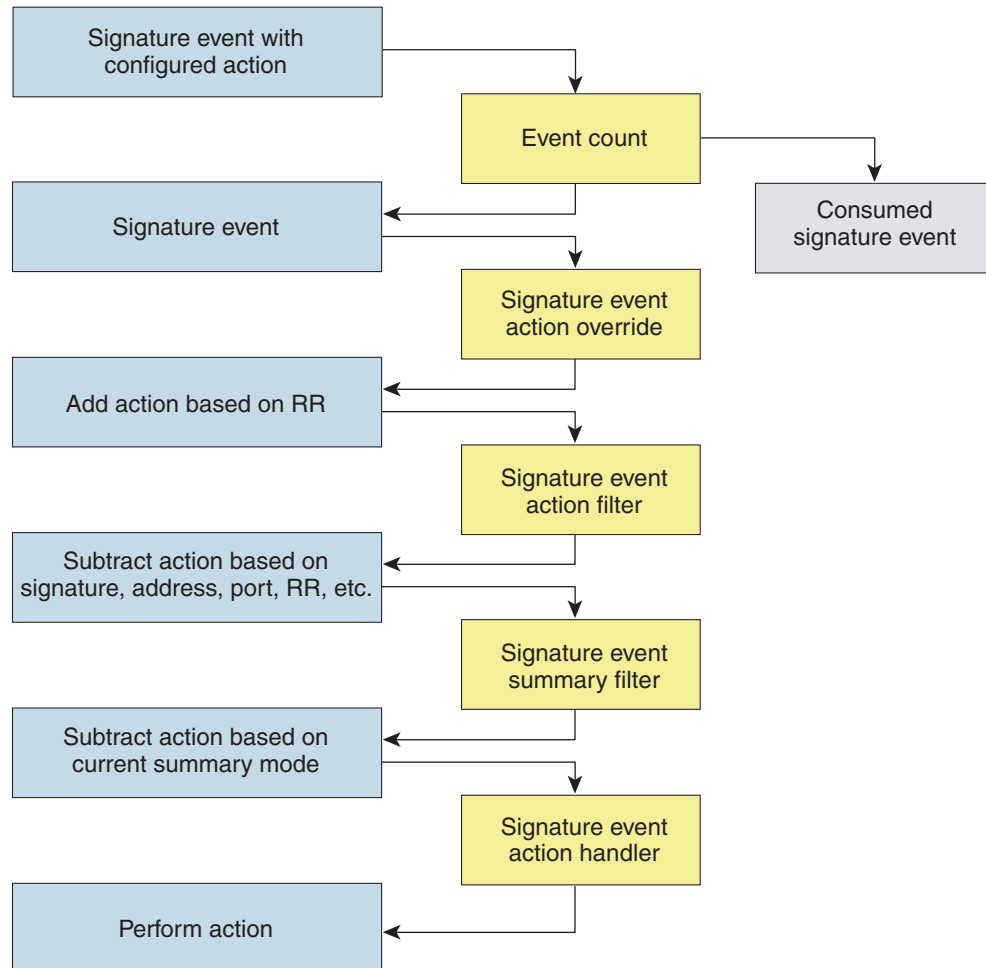 Signature event with
configured action
Event count
Consumed
signature event
Signature event
Signature event
action override
Add action based on RR
Signature event
action filter
Subtract action based on
signature, address, port, RR, etc.
Signature event
summary filter
Subtract action based on
current summary mode
Signature event
action handler
Perform action